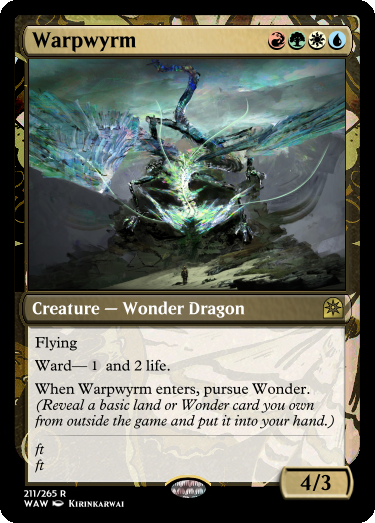 Warpwyrm
Creature — Wonder Dragon
Flying
Ward— 1 and 2 life.
When Warpwyrm enters, pursue Wonder.
(Reveal a basic land or Wonder card you own
from outside the game and put it into your hand.)
ft
ft
4/3
211/265 R
WAW Kirinkarwai